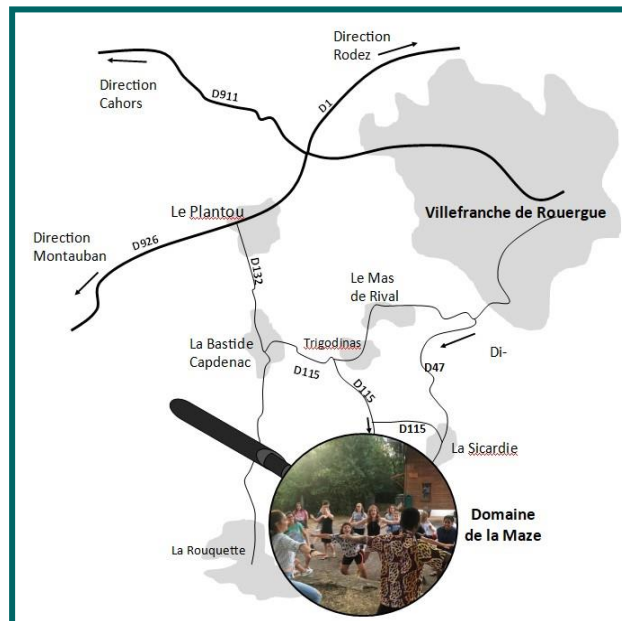 Direction
Rodez
Direction
Cahors
D911
D1
Le Plantou
Villefranche de Rouergue
Direction
Montauban
D926
D132
Le Mas
de Rival
La Bastide
Capdenac
Trigodinas
Di-
D115
D47
D115
D115
La Sicardie
Domaine
de la Maze
La Rouquette